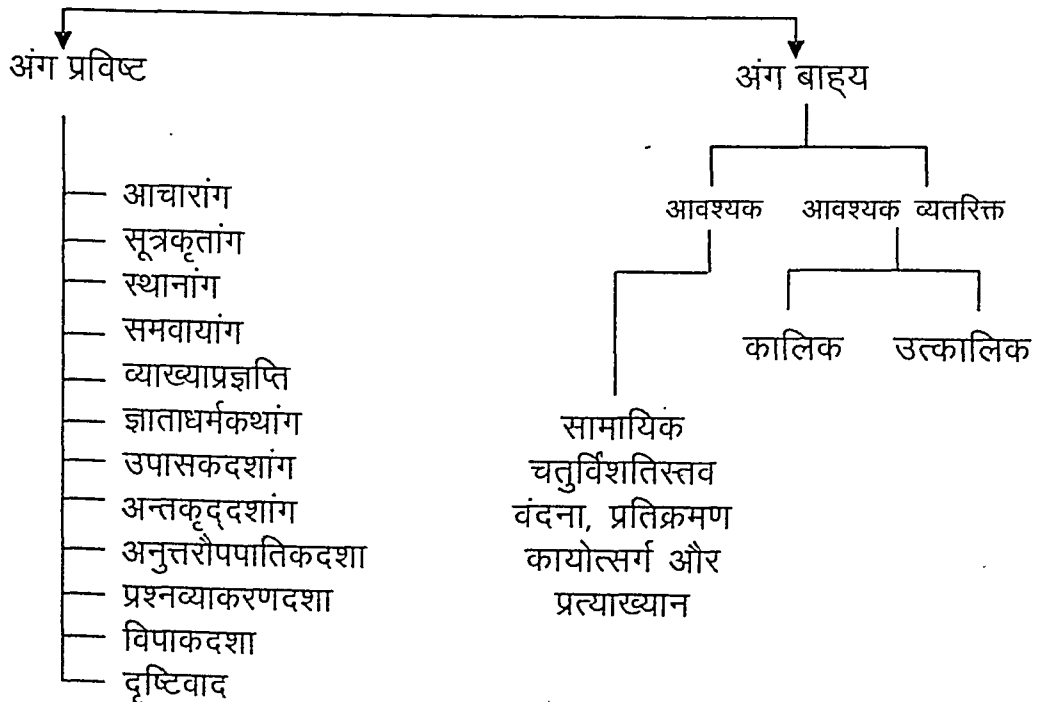 अंग प्रविष्ट
आचारांग
सूत्रकृतांग
स्थानांग
समवायांग
व्याख्याप्रज्ञप्ति
ज्ञाताधर्मकथांग
उपासकदशांग
अन्तकृद्दशांग
अनुत्तरौपपातिकदशा
प्रश्नव्याकरणदशा
विपाकदशा
दृष्टिवाद
अंग बाह्य
आवश्यक आवश्यक व्यतरिक्त
सामायिक
चतुर्विशतिस्तव
वंदना, प्रतिक्रमण
कायोत्सर्ग और
प्रत्याख्यान
कालिक उत्कालिक